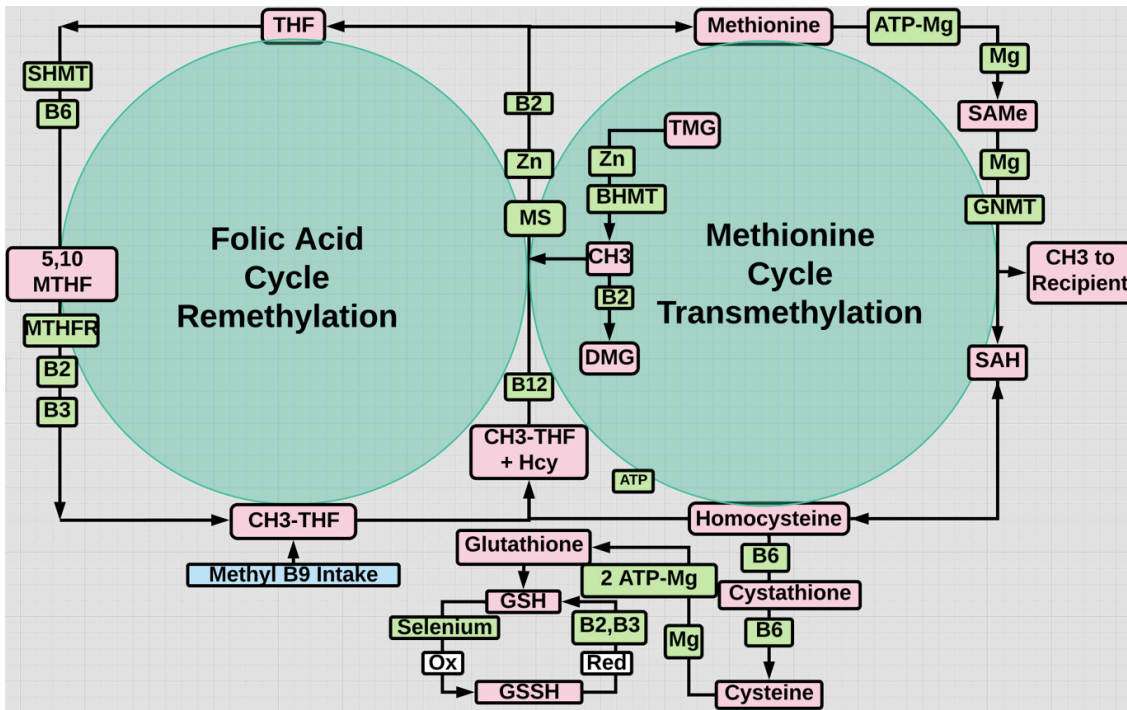 THF
Methionine
ATP-Mg
SHMT
B6
B2
Mg
SAMe
TMG
Zn
Zn
BHMT
Mg
MS
GNMT
Folic Acid
Cycle
Remethylation
Methionine
Cycle
Transmethylation
5,10
MTHF
CH3
CH3 to
Recipient
B2
MTHFR
B2
B3
DMG
SAH
B12
CH3-THF
+ Hcy
ATP
CH3-THF
Homocysteine
Methyl B9 Intake
Glutathione
B6
2 ATP-Mg
Cystathione
GSH
Selenium
B2,B3
B6
Mg
Ox
Red
GSSH
Cysteine